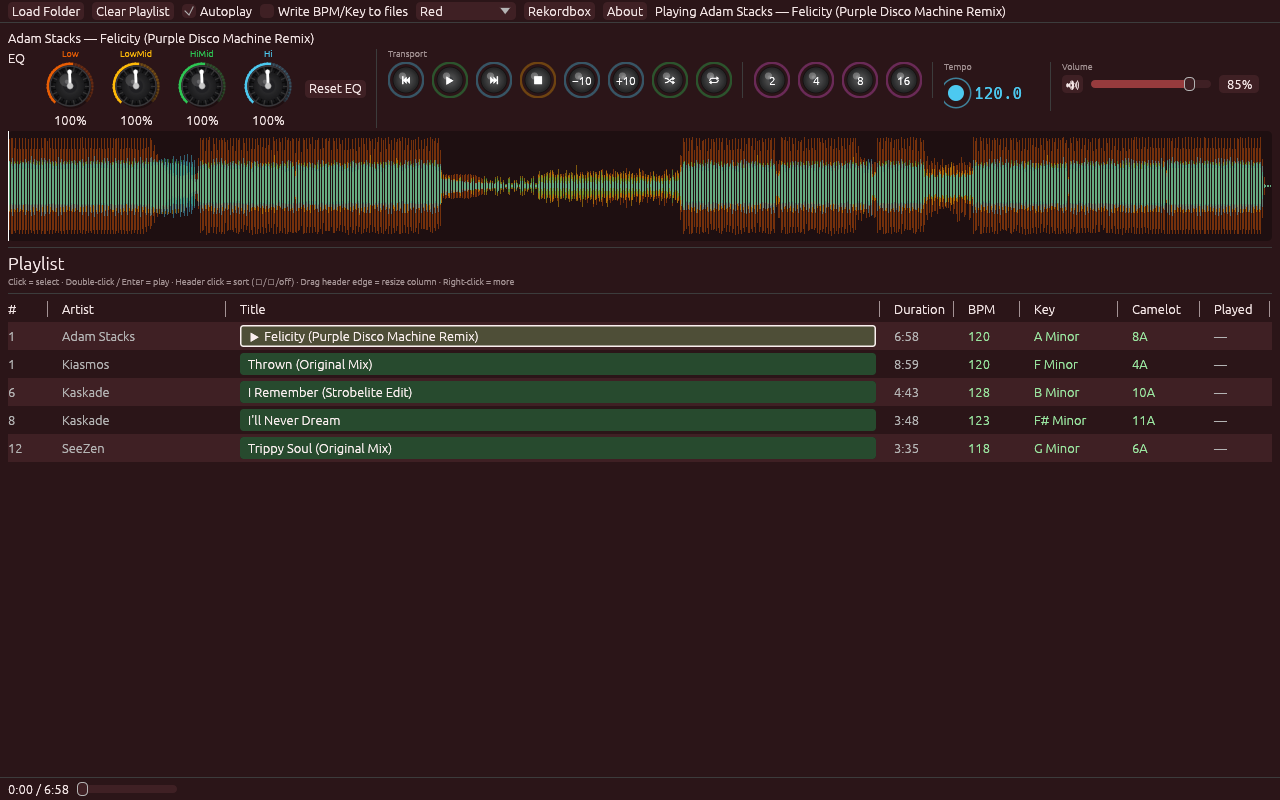 Load Folder Clear Playlist Autoplay Write BPM/Key to files Red Rekordbox About Playing Adam Stacks — Felicity (Purple Disco Machine Remix)
Adam Stacks — Felicity (Purple Disco Machine Remix)
EQ Low LowMid HiMid Hi Transport Tempo Volume
Reset EQ −10 +10 2 4 8 16 120.0 85%
100% 100% 100% 100%
Playlist
Click = select · Double-click / Enter = play · Header click = sort (□/□/off) · Drag header edge = resize column · Right-click = more
# Artist Title Duration BPM Key Camelot Played
1 Adam Stacks ▶ Felicity (Purple Disco Machine Remix) 6:58 120 A Minor 8A —
1 Kiasmos Thrown (Original Mix) 8:59 120 F Minor 4A —
6 Kaskade I Remember (Strobelite Edit) 4:43 128 B Minor 10A —
8 Kaskade I'll Never Dream 3:48 123 F# Minor 11A —
12 SeeZen Trippy Soul (Original Mix) 3:35 118 G Minor 6A —
0:00 / 6:58